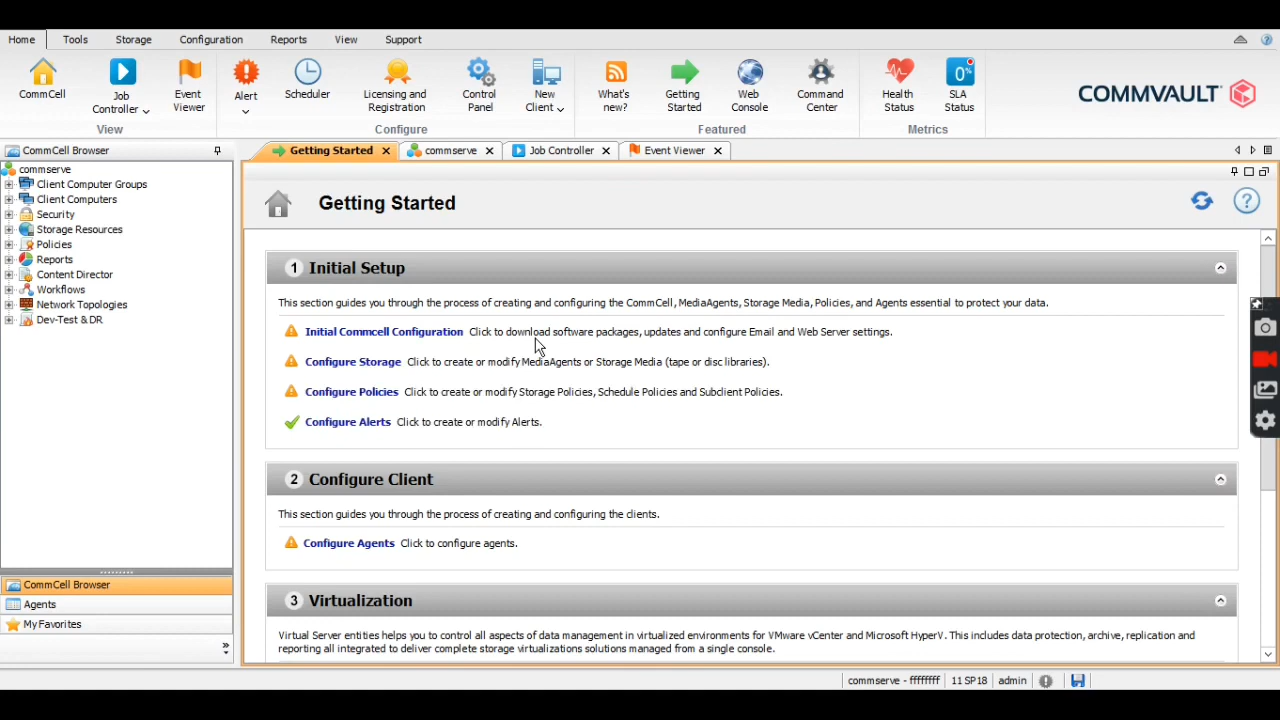 Home Tools Storage Configuration Reports View Support
CommCell
Job
Controller
Event
Viewer
View
Alert
Scheduler
Licensing and
Registration
Control
Panel
New
Client
Configure
What's
new?
Getting
Started
Web
Console
Command
Center
Featured
Health
Status
0%
SLA
Status
Metrics
COMMVAULT
CommCell Browser
commserve
Client Computer Groups
Client Computers
Security
Storage Resources
Policies
Reports
Content Director
Workflows
Network Topologies
Dev-Test & DR
CommCell Browser
Agents
My Favorites
Getting Started commserve Job Controller Event Viewer
Getting Started
1 Initial Setup
This section guides you through the process of creating and configuring the CommCell, MediaAgents, Storage Media, Policies, and Agents essential to protect your data.
Initial Commcell Configuration Click to download software packages, updates and configure Email and Web Server settings.
Configure Storage Click to create or modify MediaAgents or Storage Media (tape or disc libraries).
Configure Policies Click to create or modify Storage Policies, Schedule Policies and Subclient Policies.
Configure Alerts Click to create or modify Alerts.
2 Configure Client
This section guides you through the process of creating and configuring the clients.
Configure Agents Click to configure agents.
3 Virtualization
Virtual Server entities helps you to control all aspects of data management in virtualized environments for VMware vCenter and Microsoft HyperV. This includes data protection, archive, replication and
reporting all integrated to deliver complete storage virtualizations solutions managed from a single console.
commserve - ffffffff 11 SP18 admin